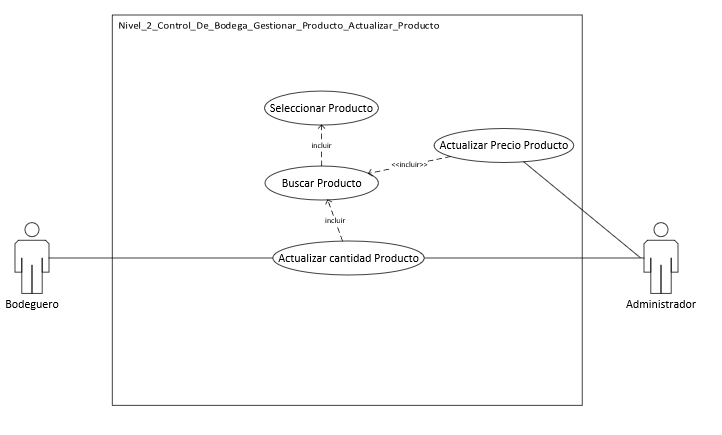 Nivel_2_Control_De_Bodega_Gestionar_Producto_Actualizar_Producto
Seleccionar Producto
incluir
Actualizar Precio Producto
<<incluir>>
Buscar Producto
incluir
Actualizar cantidad Producto
Bodeguero
Administrador